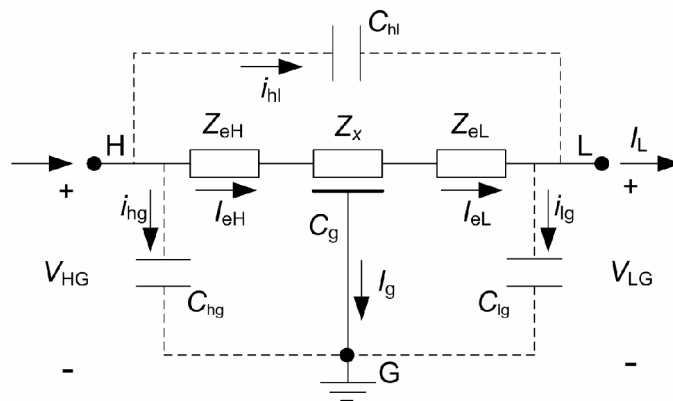 C_hl
i_hl
H Z_eH Z_x Z_eL L I_L
+ +
i_hg I_eH C_g I_eL i_lg
V_HG C_hg I_g C_lg V_LG
- G -